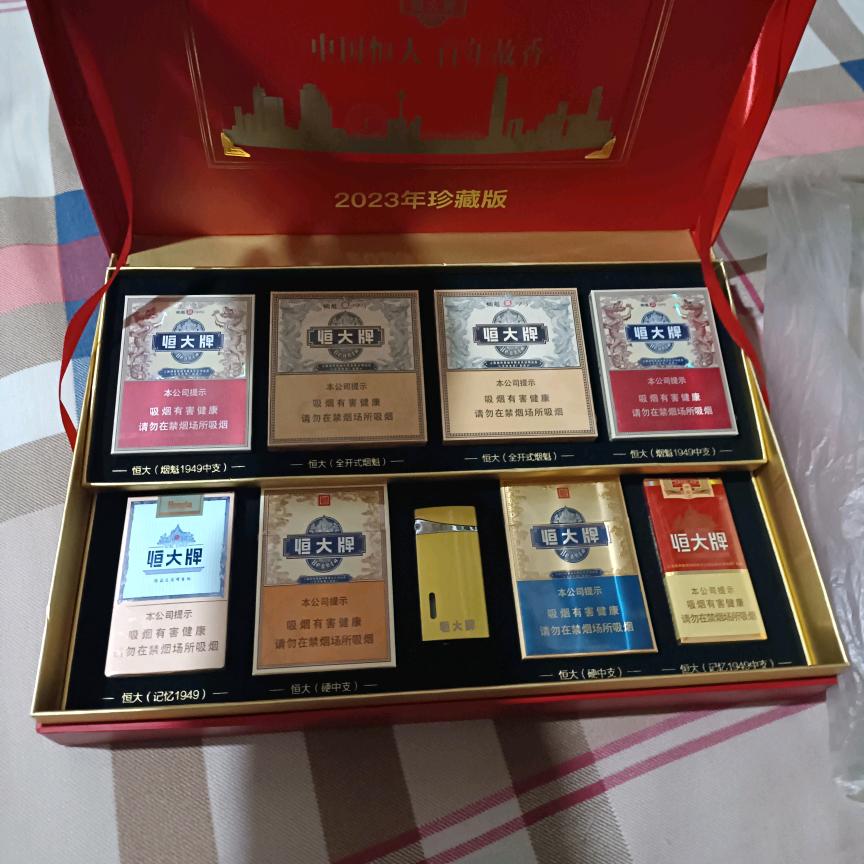 中国恒大 百年故香
2023年珍藏版
恒大牌
本公司提示
吸烟有害健康
请勿在禁烟场所吸烟
恒大（烟魁1949中支）
恒大牌
本公司提示
吸烟有害健康
请勿在禁烟场所吸烟
恒大（全开式烟魁）
恒大牌
本公司提示
吸烟有害健康
请勿在禁烟场所吸烟
恒大（全开式烟魁）
恒大牌
本公司提示
吸烟有害健康
请勿在禁烟场所吸烟
恒大（烟魁1949中支）
Hengta
恒大牌
本公司提示
吸烟有害健康
请勿在禁烟场所吸烟
恒大（记忆1949）
恒大牌
Hengta
本公司提示
吸烟有害健康
请勿在禁烟场所吸烟
恒大（硬中支）
恒大牌
恒大牌
Hengta
本公司提示
吸烟有害健康
请勿在禁烟场所吸烟
恒大（硬中支）
恒大牌
本公司提示
吸烟有害健康
请勿在禁烟场所吸烟
恒大（记忆1949中支）